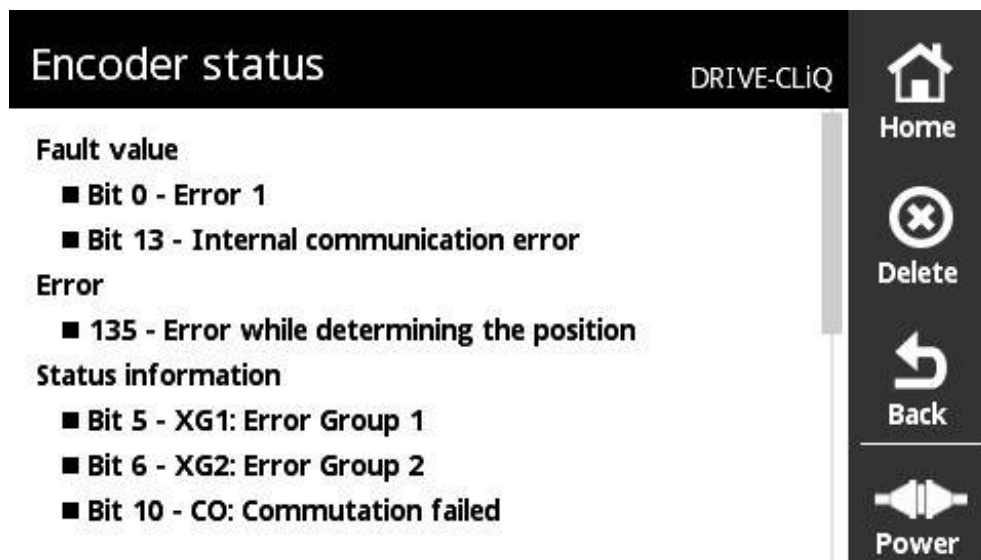 Encoder status
DRIVE-CLiQ
Fault value
■ Bit 0 - Error 1
■ Bit 13 - Internal communication error
Error
■ 135 - Error while determining the position
Status information
■ Bit 5 - XG1: Error Group 1
■ Bit 6 - XG2: Error Group 2
■ Bit 10 - CO: Commutation failed
Home
Delete
Back
Power